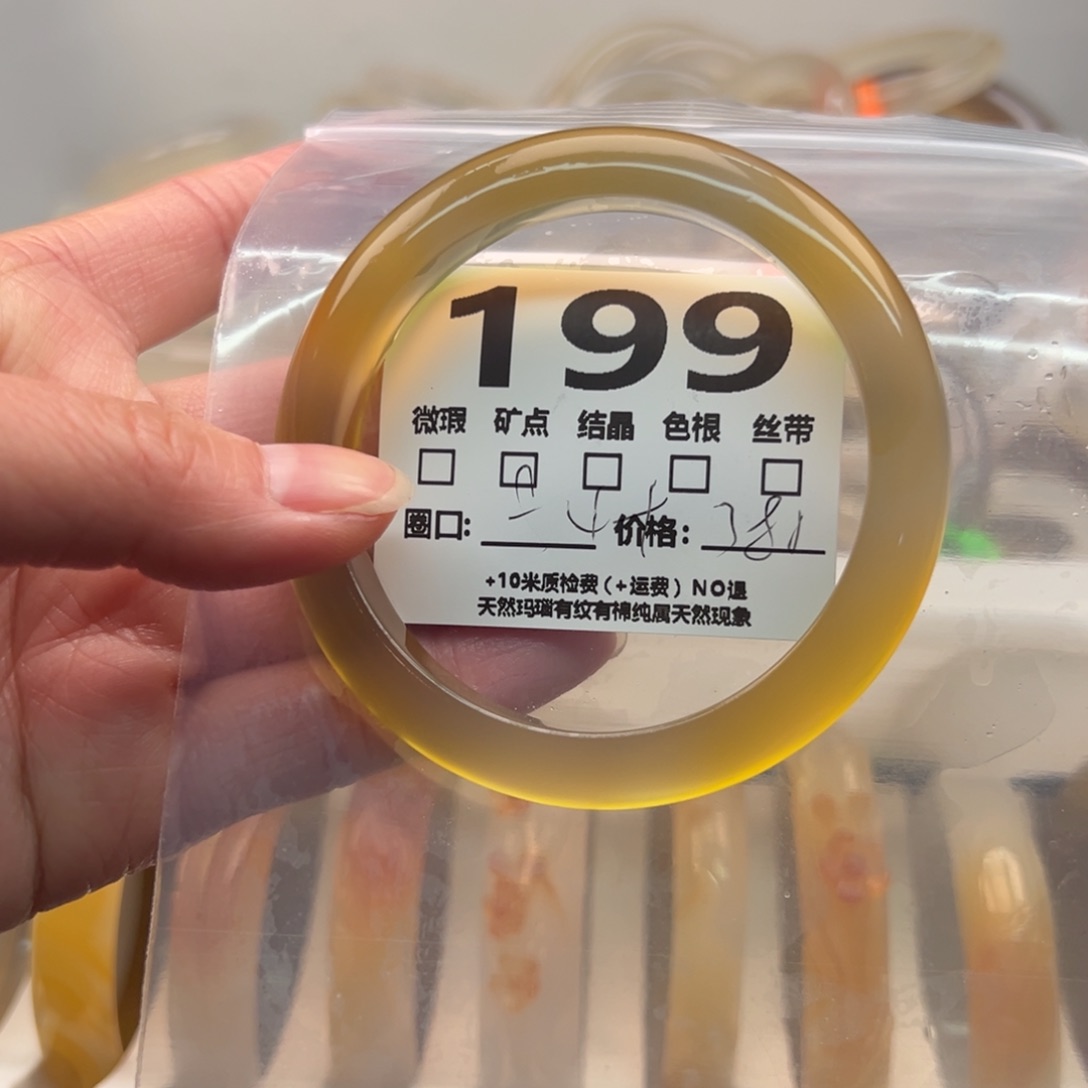 199
微瑕 矿点 结晶 色根 丝带
圈口: 价格: 380
+10米质检费(+运费) NO退
天然玛瑙有纹有棉纯属天然现象